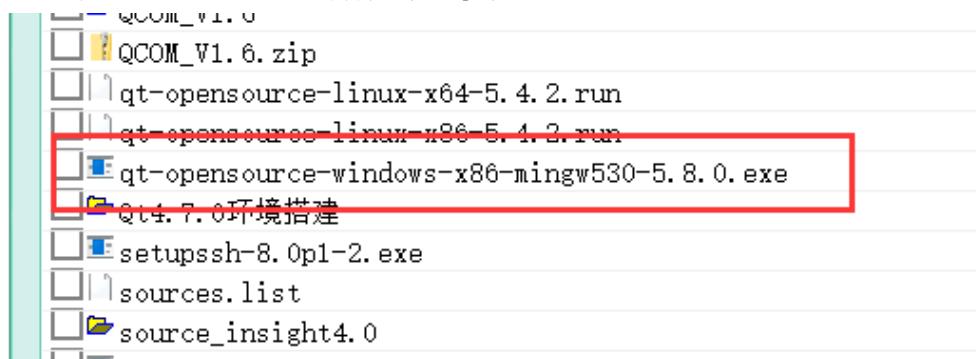 QCOM_V1.6
QCOM_V1.6.zip
qt-opensource-linux-x64-5.4.2.run
qt-opensource-linux-x86-5.4.2.run
qt-opensource-windows-x86-mingw530-5.8.0.exe
Qt4.7.0环境搭建
setupssh-8.0p1-2.exe
sources.list
source_insight4.0